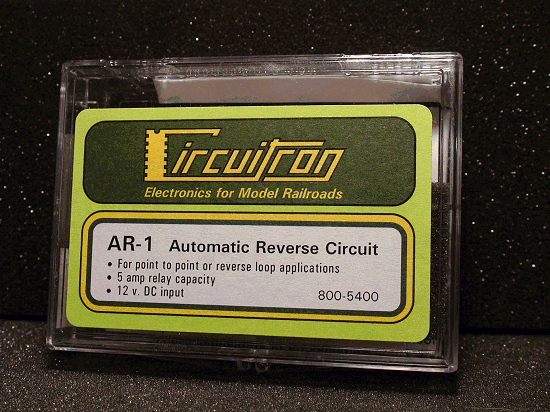 Circuitron
Electronics for Model Railroads
AR-1 Automatic Reverse Circuit
• For point to point or reverse loop applications
• 5 amp relay capacity
• 12 v. DC input
800-5400